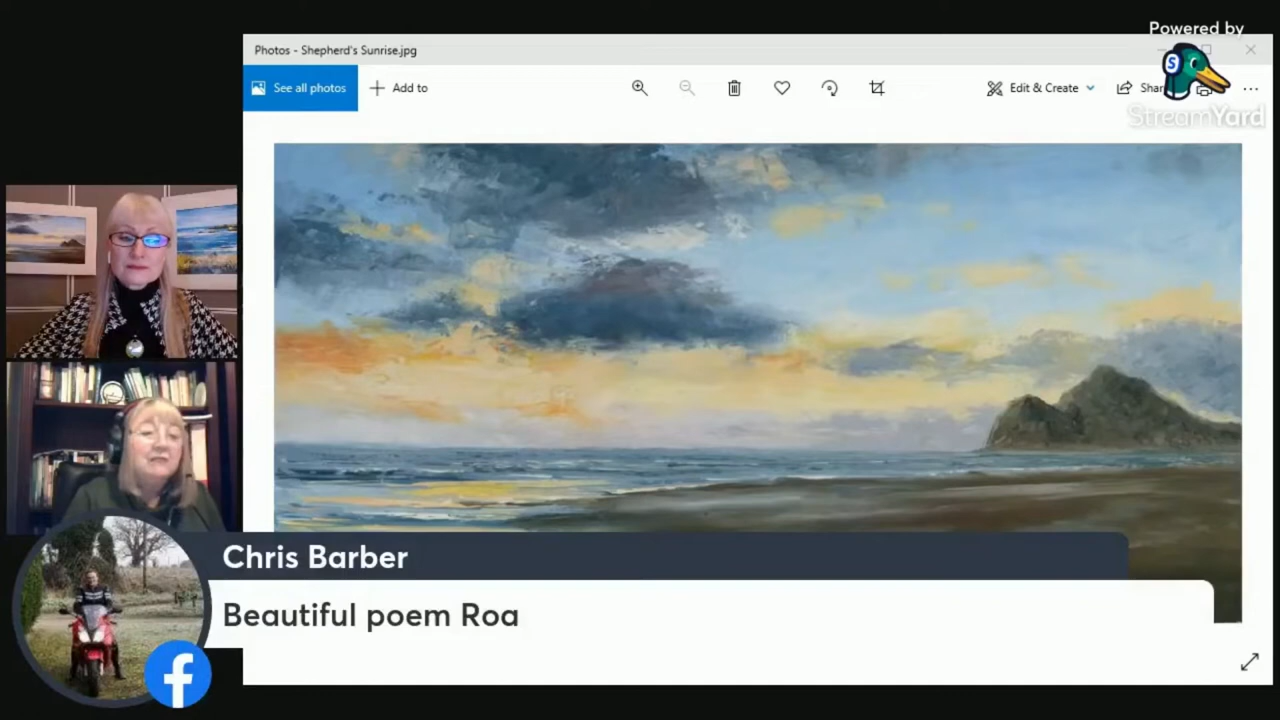 Powered by
StreamYard
Photos - Shepherd's Sunrise.jpg
See all photos
Add to
Edit & Create
Shar
Chris Barber
Beautiful poem Roa